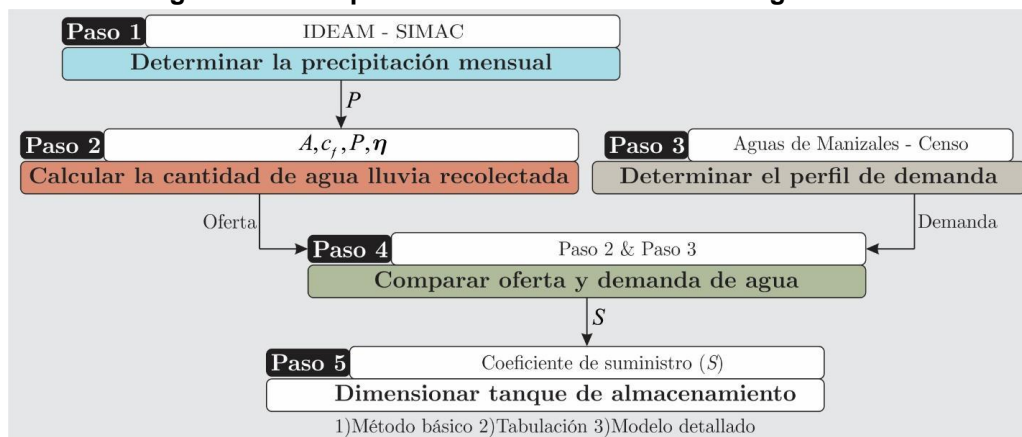 Paso 1 IDEAM - SIMAC
Determinar la precipitación mensual
P
Paso 2 A, c_f, P, η
Calcular la cantidad de agua lluvia recolectada
Paso 3 Aguas de Manizales - Censo
Determinar el perfil de demanda
Oferta
Demanda
Paso 4 Paso 2 & Paso 3
Comparar oferta y demanda de agua
S
Paso 5 Coeficiente de suministro (S)
Dimensionar tanque de almacenamiento
1)Método básico 2)Tabulación 3)Modelo detallado